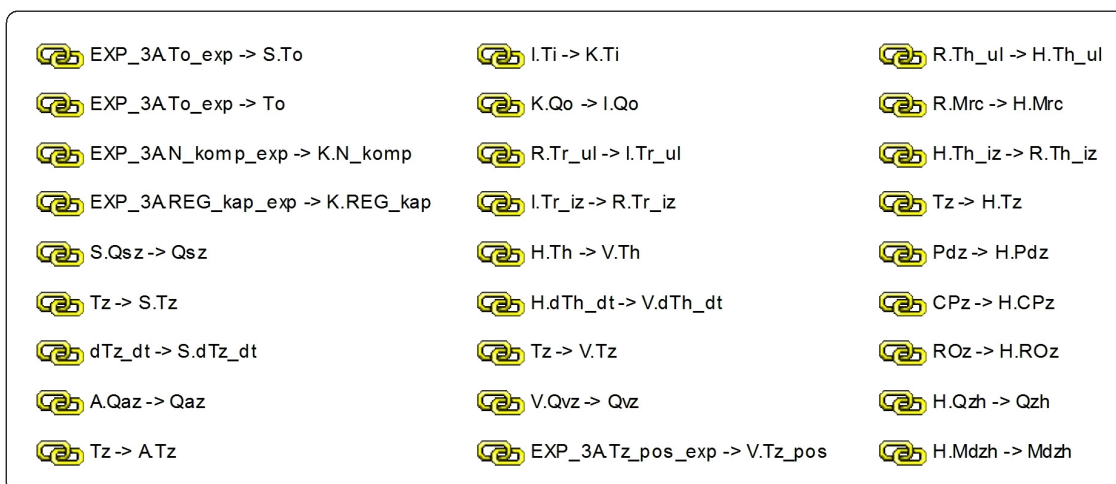 EXP_3A.To_exp -> S.To
EXP_3A.To_exp -> To
EXP_3A.N_komp_exp -> K.N_komp
EXP_3A.REG_kap_exp -> K.REG_kap
S.Qsz -> Qsz
Tz -> S.Tz
dTz_dt -> S.dTz_dt
A.Qaz -> Qaz
Tz -> A.Tz
I.Ti -> K.Ti
K.Qo -> I.Qo
R.Tr_ul -> I.Tr_ul
I.Tr_iz -> R.Tr_iz
H.Th -> V.Th
H.dTh_dt -> V.dTh_dt
Tz -> V.Tz
V.Qvz -> Qvz
EXP_3A.Tz_pos_exp -> V.Tz_pos
R.Th_ul -> H.Th_ul
R.Mrc -> H.Mrc
H.Th_iz -> R.Th_iz
Tz -> H.Tz
Pdz -> H.Pdz
CPz -> H.CPz
ROz -> H.ROz
H.Qzh -> Qzh
H.Mdzh -> Mdzh